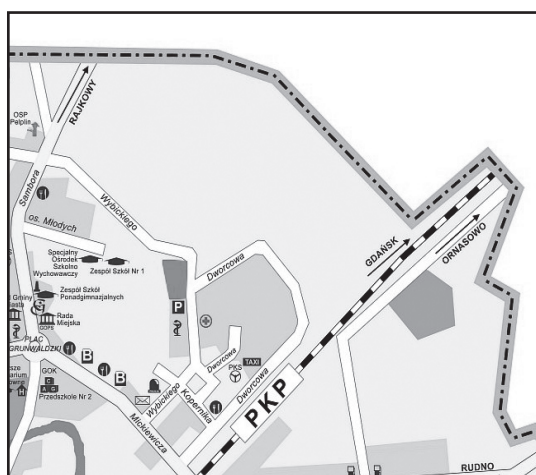 OSP
Pelplin
RAJKOWY
Sambora
Wybickiego
os. Młodych
Specjalny
Ośrodek
Szkolno
Wychowawczy
Zespół Szkół Nr 1
Zespół Szkół
Ponadgimnazjalnych
Gminy
Rada
Miejska
GOPS
PLAC
GRUNWALDZKI
B
B
GOK
C
A G
Przedszkole Nr 2
H
Mickiewicza
Wybickiego
Kopernika
P
Dworcowa
Dworcowa
PKS
TAXI
Dworcowa
PKP
GDAŃSK
ORNASOWO
RUDNO